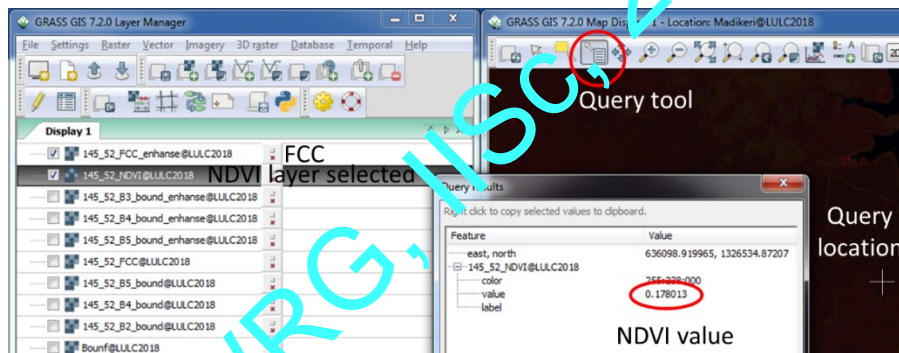 GRASS GIS 7.2.0 Layer Manager
File Settings Raster Vector Imagery 3D raster Database Temporal Help
Display 1
145_52_FCC_enhanse@LULC2018
FCC
145_52_NDVI@LULC2018
NDVI layer selected
145_52_B3_bound_enhanse@LULC2018
145_52_B4_bound_enhanse@LULC2018
145_52_B5_bound_enhanse@LULC2018
145_52_FCC@LULC2018
145_52_B5_bound@LULC2018
145_52_B4_bound@LULC2018
145_52_B2_bound@LULC2018
Bounf@LULC2018
GRASS GIS 7.2.0 Map Display 1 - Location: Madikeri@LULC2018
Query tool
Query results
Right click to copy selected values to clipboard.
Feature Value
east, north 636098.919965, 1326534.87207
145_52_NDVI@LULC2018
color
value 0.178013
label
NDVI value
Query
location
WRG, IISC, 2